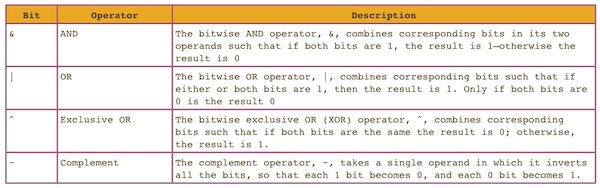 Bit Operator Description
& AND The bitwise AND operator, &, combines corresponding bits in its two
operands such that if both bits are 1, the result is 1—otherwise the
result is 0
| OR The bitwise OR operator, |, combines corresponding bits such that if
either or both bits are 1, then the result is 1. Only if both bits are
0 is the result 0
^ Exclusive OR The bitwise exclusive OR (XOR) operator, ^, combines corresponding
bits such that if both bits are the same the result is 0; otherwise,
the result is 1.
~ Complement The complement operator, ~, takes a single operand in which it inverts
all the bits, so that each 1 bit becomes 0, and each 0 bit becomes 1.